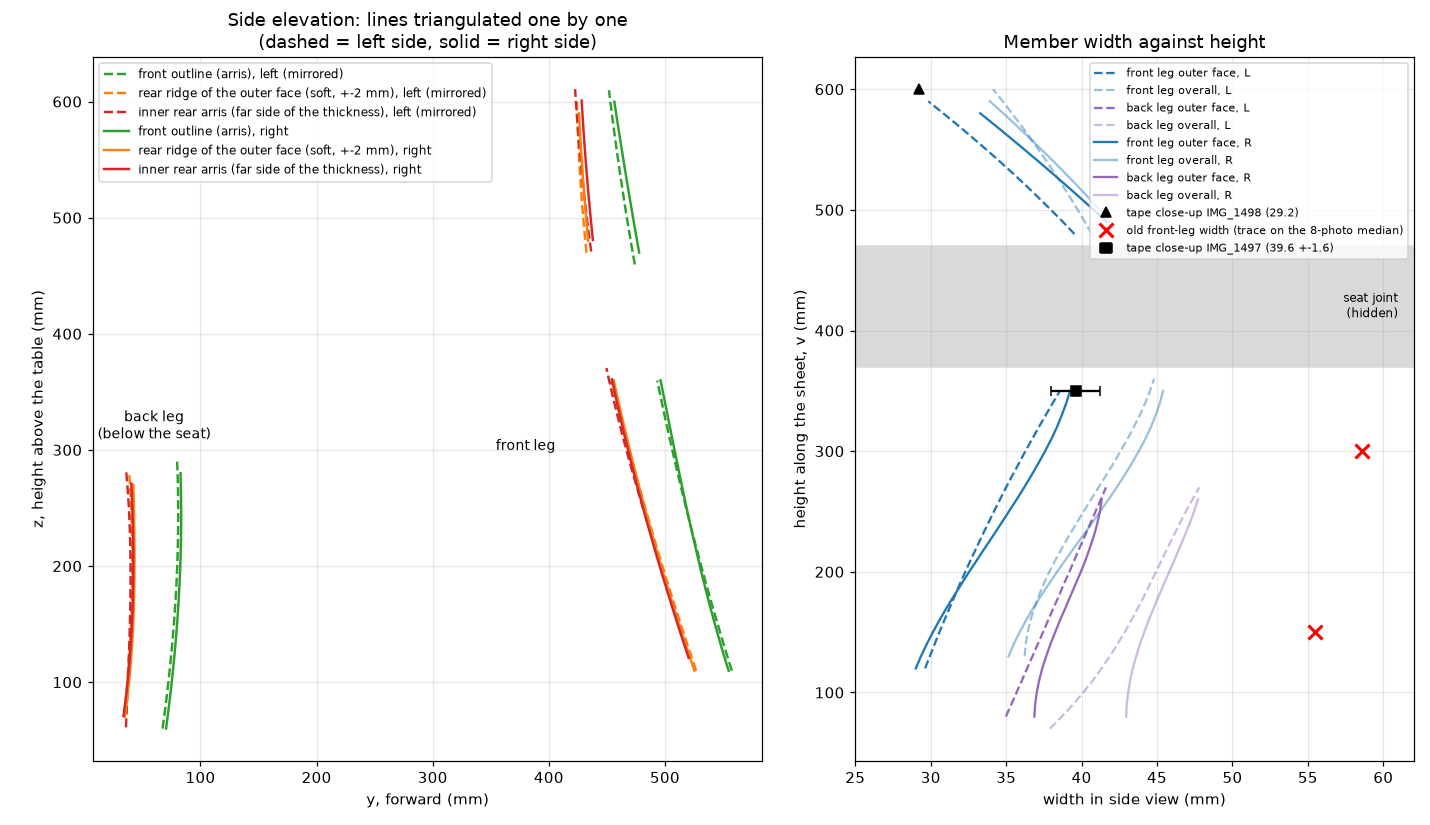 Side elevation: lines triangulated one by one
(dashed = left side, solid = right side)
front outline (arris), left (mirrored)
rear ridge of the outer face (soft, +-2 mm), left (mirrored)
inner rear arris (far side of the thickness), left (mirrored)
front outline (arris), right
rear ridge of the outer face (soft, +-2 mm), right
inner rear arris (far side of the thickness), right
600
500
400
300
200
100
z, height above the table (mm)
back leg
(below the seat)
front leg
100
200
300
400
500
y, forward (mm)
Member width against height
front leg outer face, L
front leg overall, L
back leg outer face, L
back leg overall, L
front leg outer face, R
front leg overall, R
back leg outer face, R
back leg overall, R
tape close-up IMG_1498 (29.2)
old front-leg width (trace on the 8-photo median)
tape close-up IMG_1497 (39.6 +-1.6)
seat joint
(hidden)
600
500
400
300
200
100
height along the sheet, v (mm)
25
30
35
40
45
50
55
60
width in side view (mm)